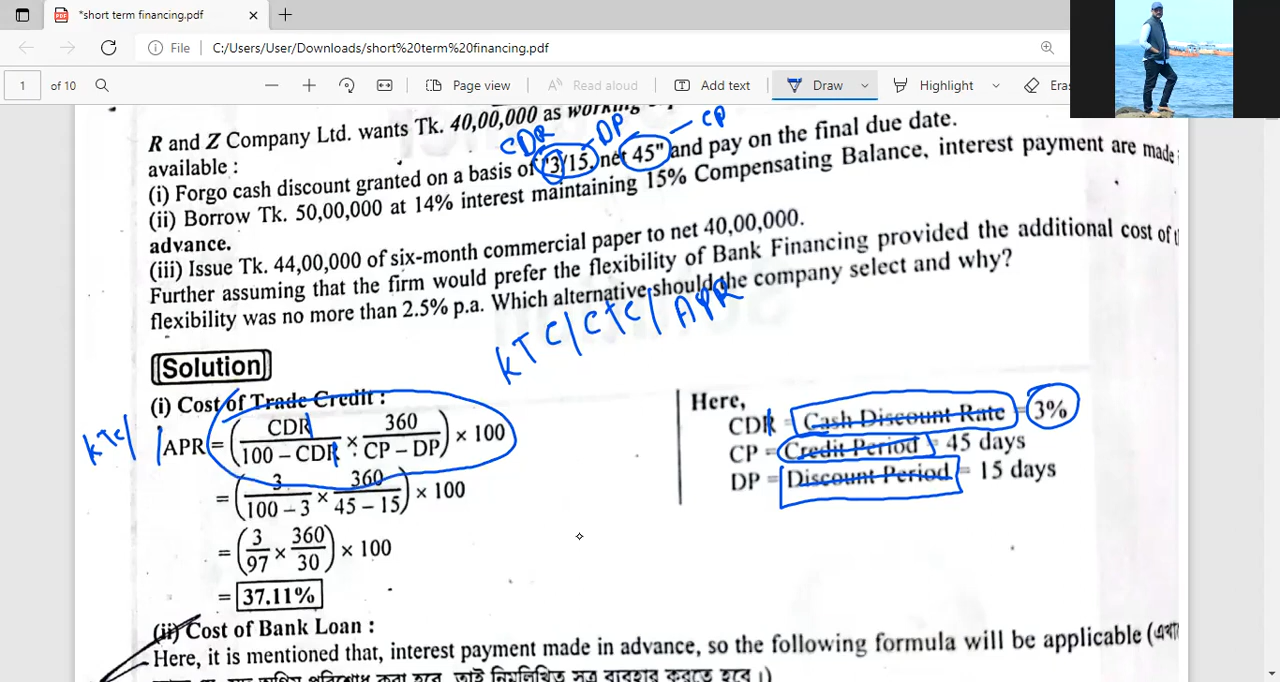 *short term financing.pdf
File | C:/Users/User/Downloads/short%20term%20financing.pdf
1 of 10 Page view Read aloud Add text Draw Highlight
R and Z Company Ltd. wants Tk. 40,00,000 as working
available :
CDR DP CP
(i) Forgo cash discount granted on a basis of "3/15 net 45" and pay on the final due date.
(ii) Borrow Tk. 50,00,000 at 14% interest maintaining 15% Compensating Balance, interest payment are made
advance.
(iii) Issue Tk. 44,00,000 of six-month commercial paper to net 40,00,000.
Further assuming that the firm would prefer the flexibility of Bank Financing provided the additional cost of
flexibility was no more than 2.5% p.a. Which alternative should the company select and why?
KTC/CTC/APR
Solution
(i) Cost of Trade Credit :
KTC/ /APR = (CDR / 100 – CDR × 360 / CP – DP) × 100
= (3 / 100 – 3 × 360 / 45 – 15) × 100
= (3 / 97 × 360 / 30) × 100
= 37.11%
Here,
CDR = Cash Discount Rate = 3%
CP = Credit Period = 45 days
DP = Discount Period = 15 days
(ii) Cost of Bank Loan :
Here, it is mentioned that, interest payment made in advance, so the following formula will be applicable